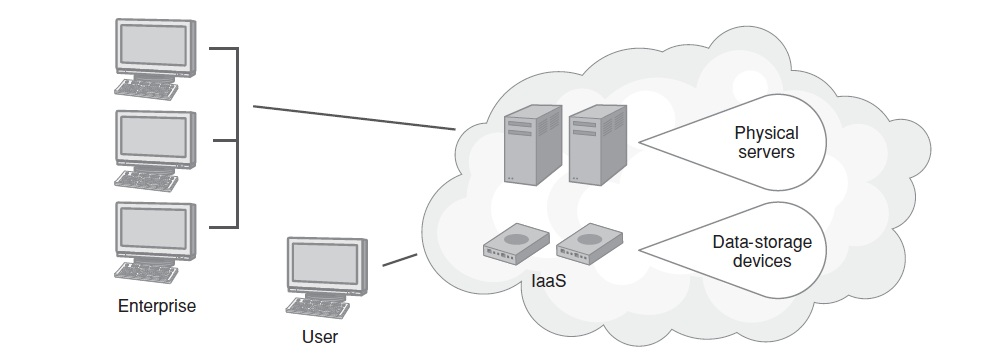 Physical
servers
Data-storage
devices
IaaS
Enterprise
User